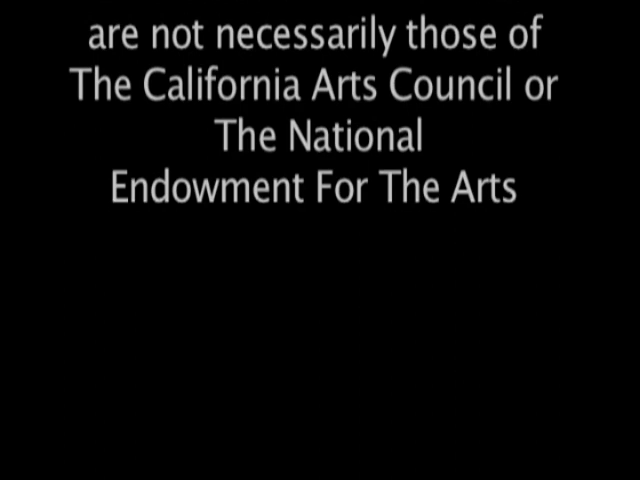 are not necessarily those of
The California Arts Council or
The National
Endowment For The Arts